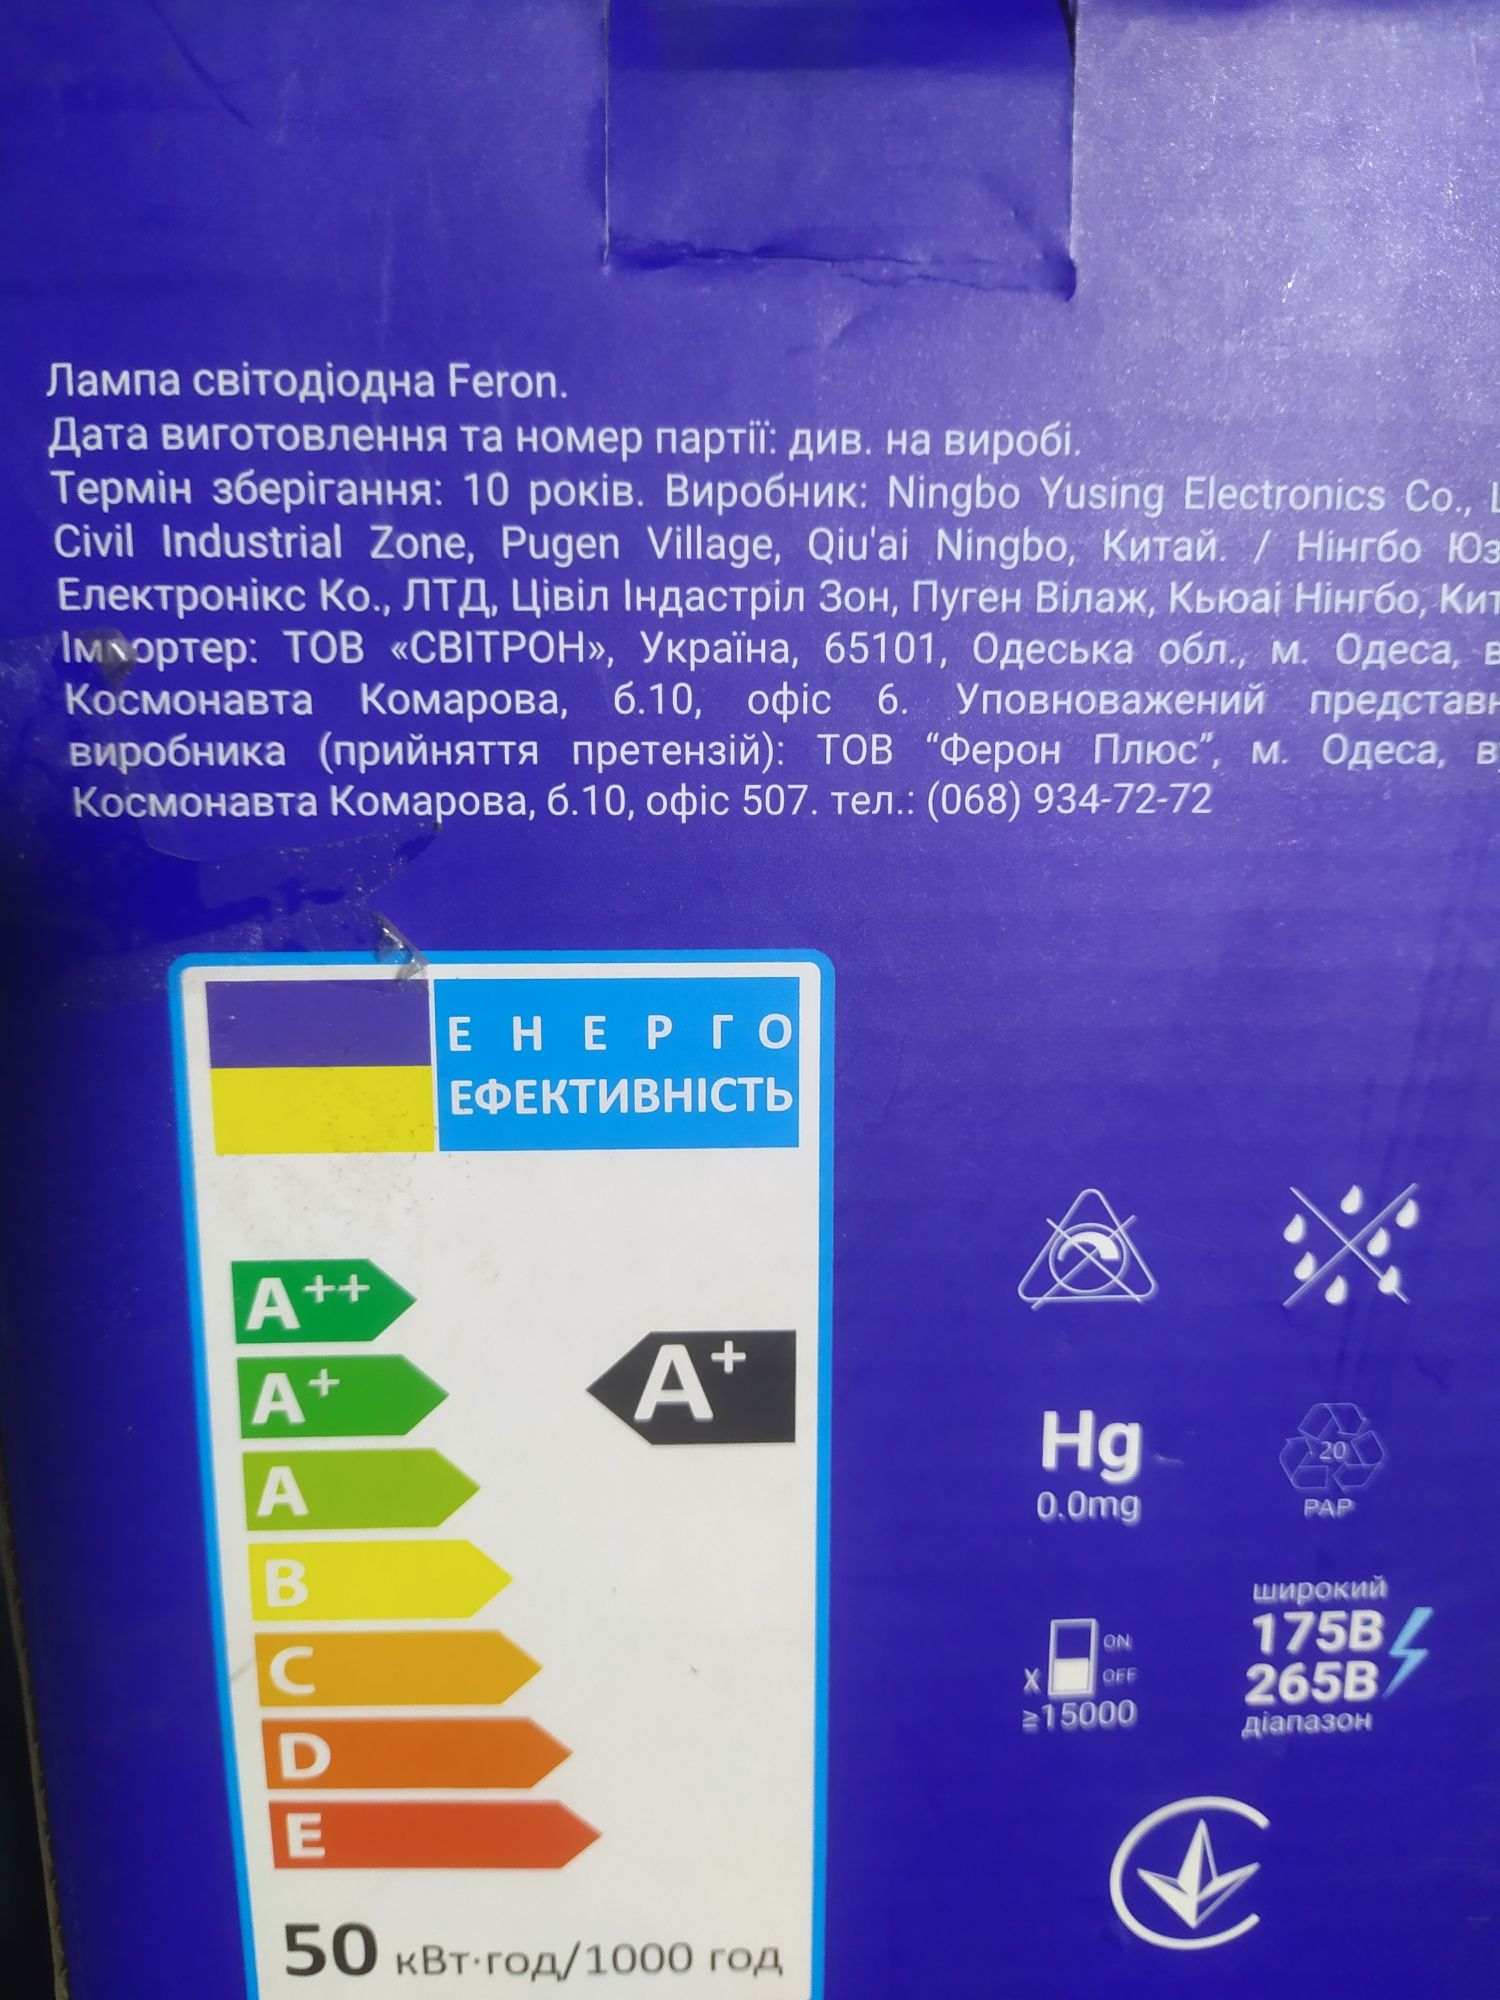 Лампа світодіодна Feron.
Дата виготовлення та номер партії: див. на виробі.
Термін зберігання: 10 років. Виробник: Ningbo Yusing Electronics Co.,
Civil Industrial Zone, Pugen Village, Qiu'ai Ningbo, Китай. / Нінгбо
Електронікс Ко., ЛТД, Цівіл Індастріл Зон, Пуген Вілаж, Кьюаі Нінгбо,
Імпортер: ТОВ «СВІТРОН», Україна, 65101, Одеська обл., м. Одеса,
Космонавта Комарова, б.10, офіс 6. Уповноважений
виробника (прийняття претензій): ТОВ “Ферон Плюс”, м. Одеса,
Космонавта Комарова, б.10, офіс 507. тел.: (068) 934-72-72
ЕНЕРГО
ЕФЕКТИВНІСТЬ
A++
A+
A+
A
B
C
D
E
50 кВт·год/1000 год
Hg
0.0mg
20
PAP
ON
X OFF
≥15000
широкий
175В
265В
діапазон